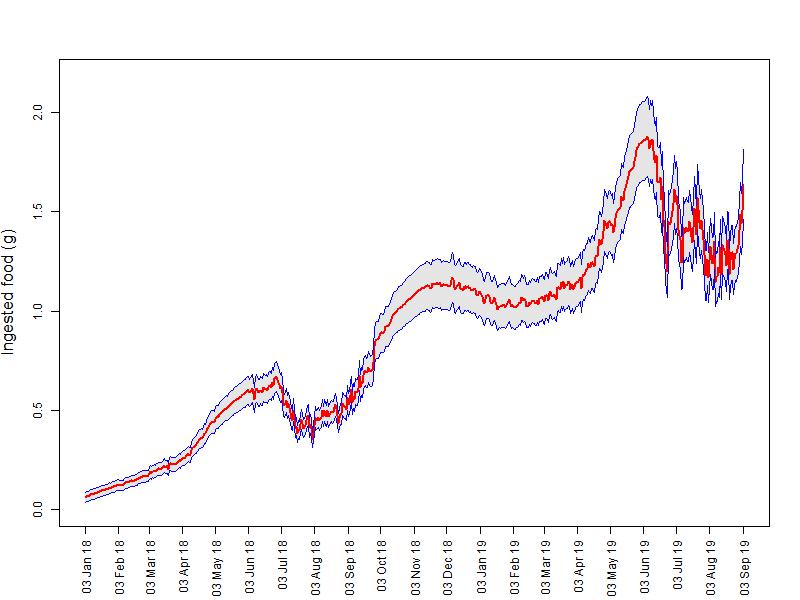 Ingested food (g)
2.0
1.5
1.0
0.5
0.0
03 Jan 18
03 Feb 18
03 Mar 18
03 Apr 18
03 May 18
03 Jun 18
03 Jul 18
03 Aug 18
03 Sep 18
03 Oct 18
03 Nov 18
03 Dec 18
03 Jan 19
03 Feb 19
03 Mar 19
03 Apr 19
03 May 19
03 Jun 19
03 Jul 19
03 Aug 19
03 Sep 19